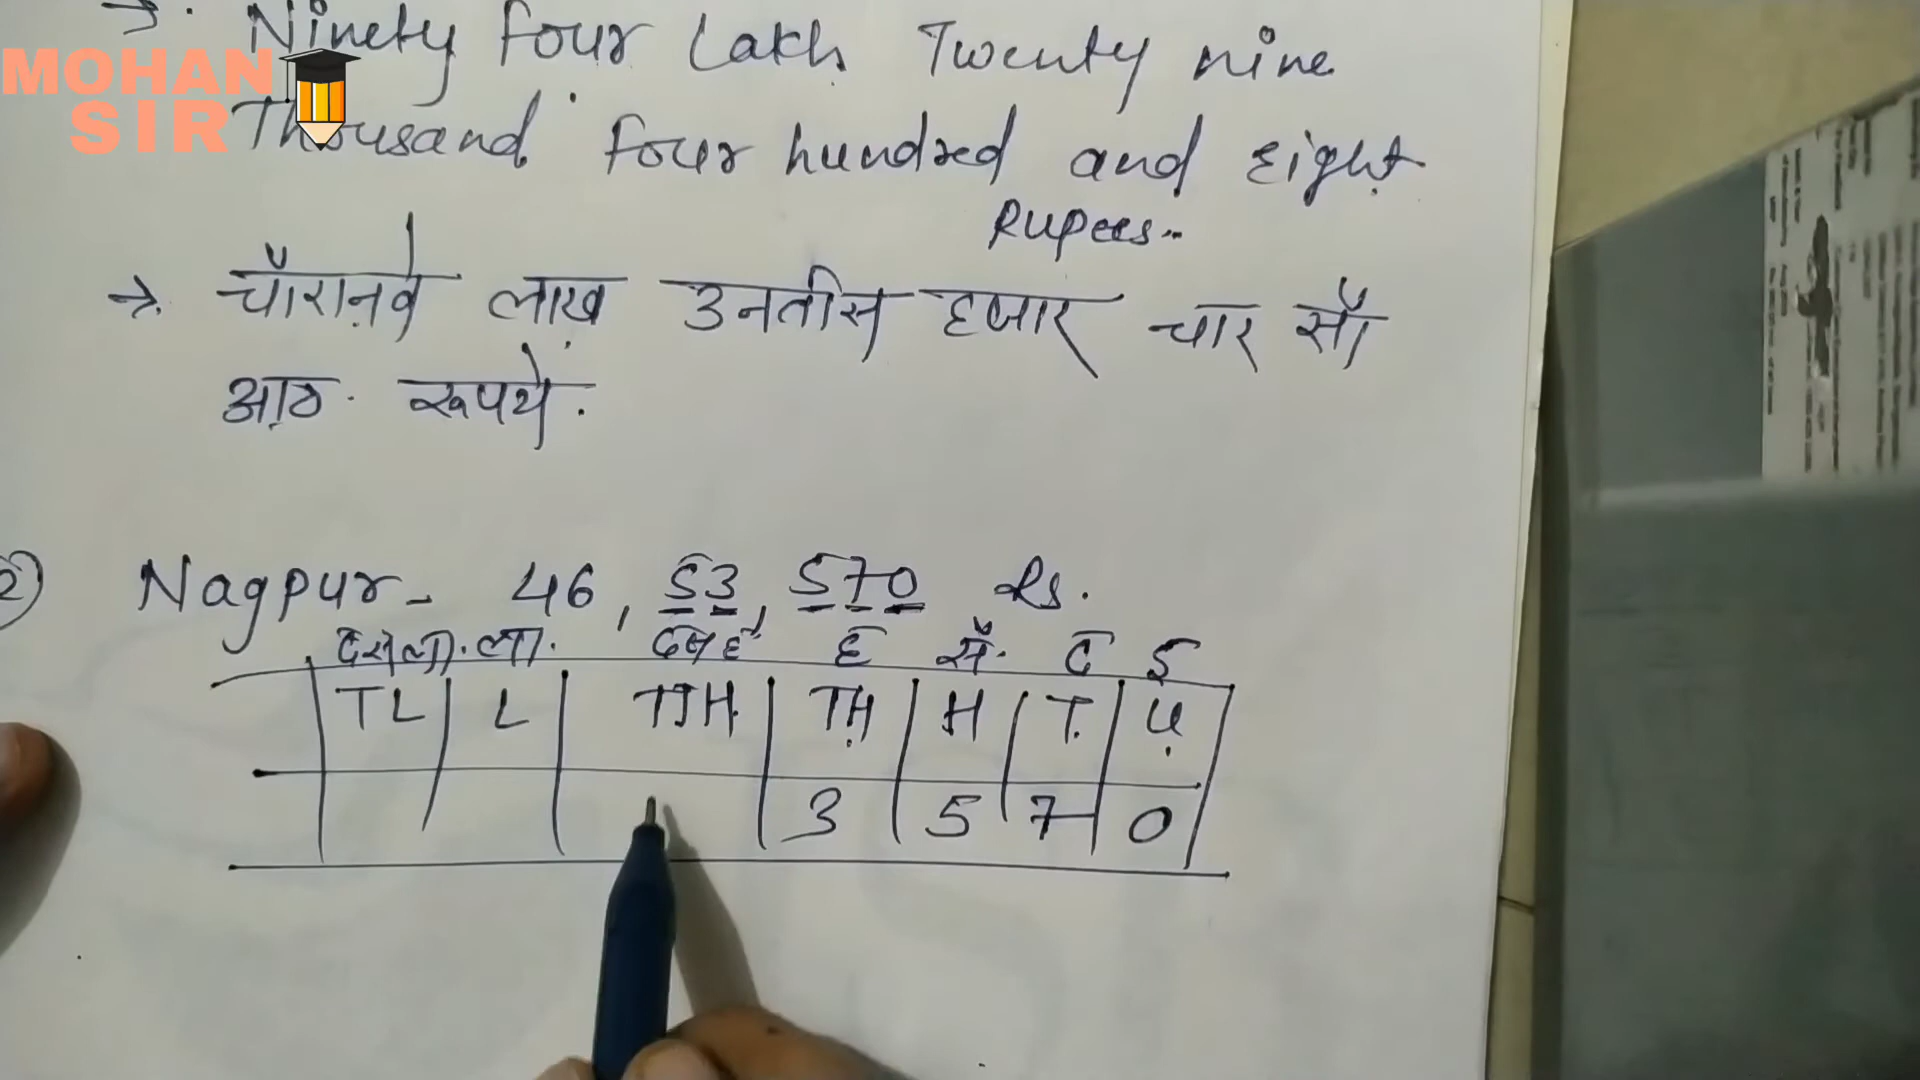 →. Ninety four Lakh Twenty nine
MOHAN
SIR
Thousand four hundred and Eight
Rupees..
→. चौरानवे लाख उनतीस हजार चार सौ
आठ. रूपये.
2) Nagpur - 46,53,570 Rs.
ला. सै. द इ
TL L TTH TH H T U
3 5 7 0